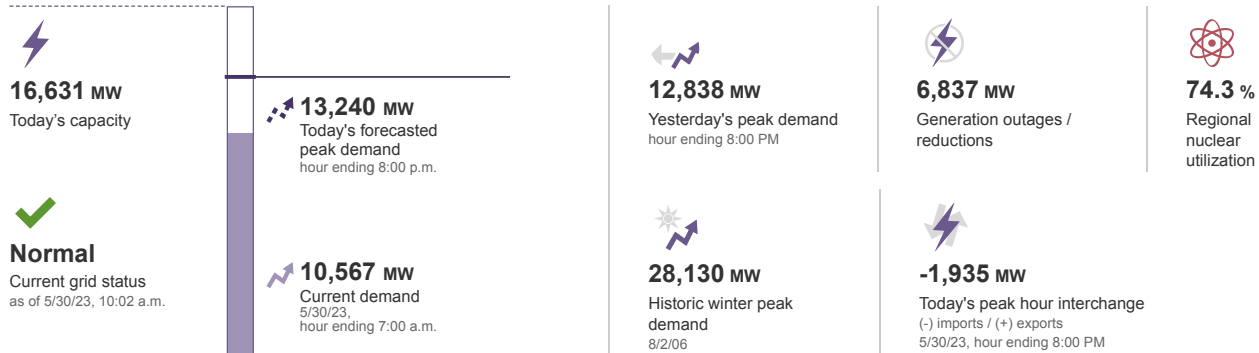 16,631 MW
Today's capacity
Normal
Current grid status
as of 5/30/23, 10:02 a.m.
13,240 MW
Today's forecasted
peak demand
hour ending 8:00 p.m.
10,567 MW
Current demand
5/30/23,
hour ending 7:00 a.m.
12,838 MW
Yesterday's peak demand
hour ending 8:00 PM
6,837 MW
Generation outages /
reductions
74.3 %
Regional
nuclear
utilization
28,130 MW
Historic winter peak
demand
8/2/06
-1,935 MW
Today's peak hour interchange
(-) imports / (+) exports
5/30/23, hour ending 8:00 PM